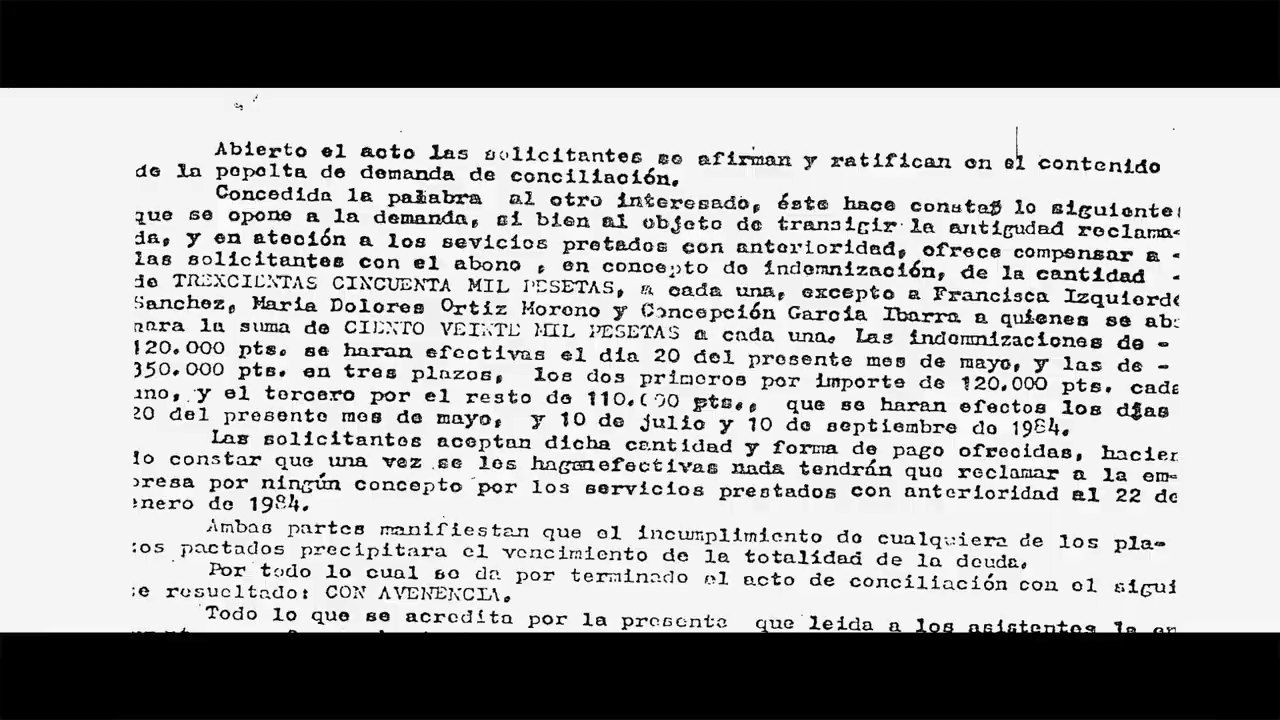 Abierto el acto las solicitantes se afirman y ratifican en el contenido
de la papelta de demanda de conciliación.
Concedida la palabra al otro interesado, éste hace constar lo siguiente:
que se opone a la demanda, si bien al objeto de transigir la antigudad reclama-
da, y en ateción a los sevicios pretados con anterioridad, ofrece compensar a -
las solicitantes con el abono , en concepto de indemnización, de la cantidad -
de TREXCIENTAS CINCUENTA MIL PESETAS, a cada una, excepto a Francisca Izquierdo
Sanchez, Maria Dolores Ortiz Moreno y Concepción García Ibarra a quienes se abo
nara la suma de CIENTO VEINTE MIL PESETAS a cada una. Las indemnizaciones de -
120.000 pts. se haran efectivas el dia 20 del presente mes de mayo, y las de -
350.000 pts. en tres plazos, los dos primeros por importe de 120.000 pts. cada
uno, y el tercero por el resto de 110.000 pts., que se haran efectos los días
20 del presente mes de mayo, y 10 de julio y 10 de septiembre de 1984.
Las solicitantes aceptan dicha cantidad y forma de pago ofrecidas, hacien
do constar que una vez se les haganefectivas nada tendrán que reclamar a la em-
presa por ningún concepto por los servicios prestados con anterioridad al 22 de
enero de 1984.
Ambas partes manifiestan que el incumplimiento de cualquiera de los pla-
zos pactados precipitara el vencimiento de la totalidad de la deuda.
Por todo lo cual se da por terminado el acto de conciliación con el sigui
te resueltado: CON AVENENCIA.
Todo lo que se acredita por la presente que leida a los asistentes la en